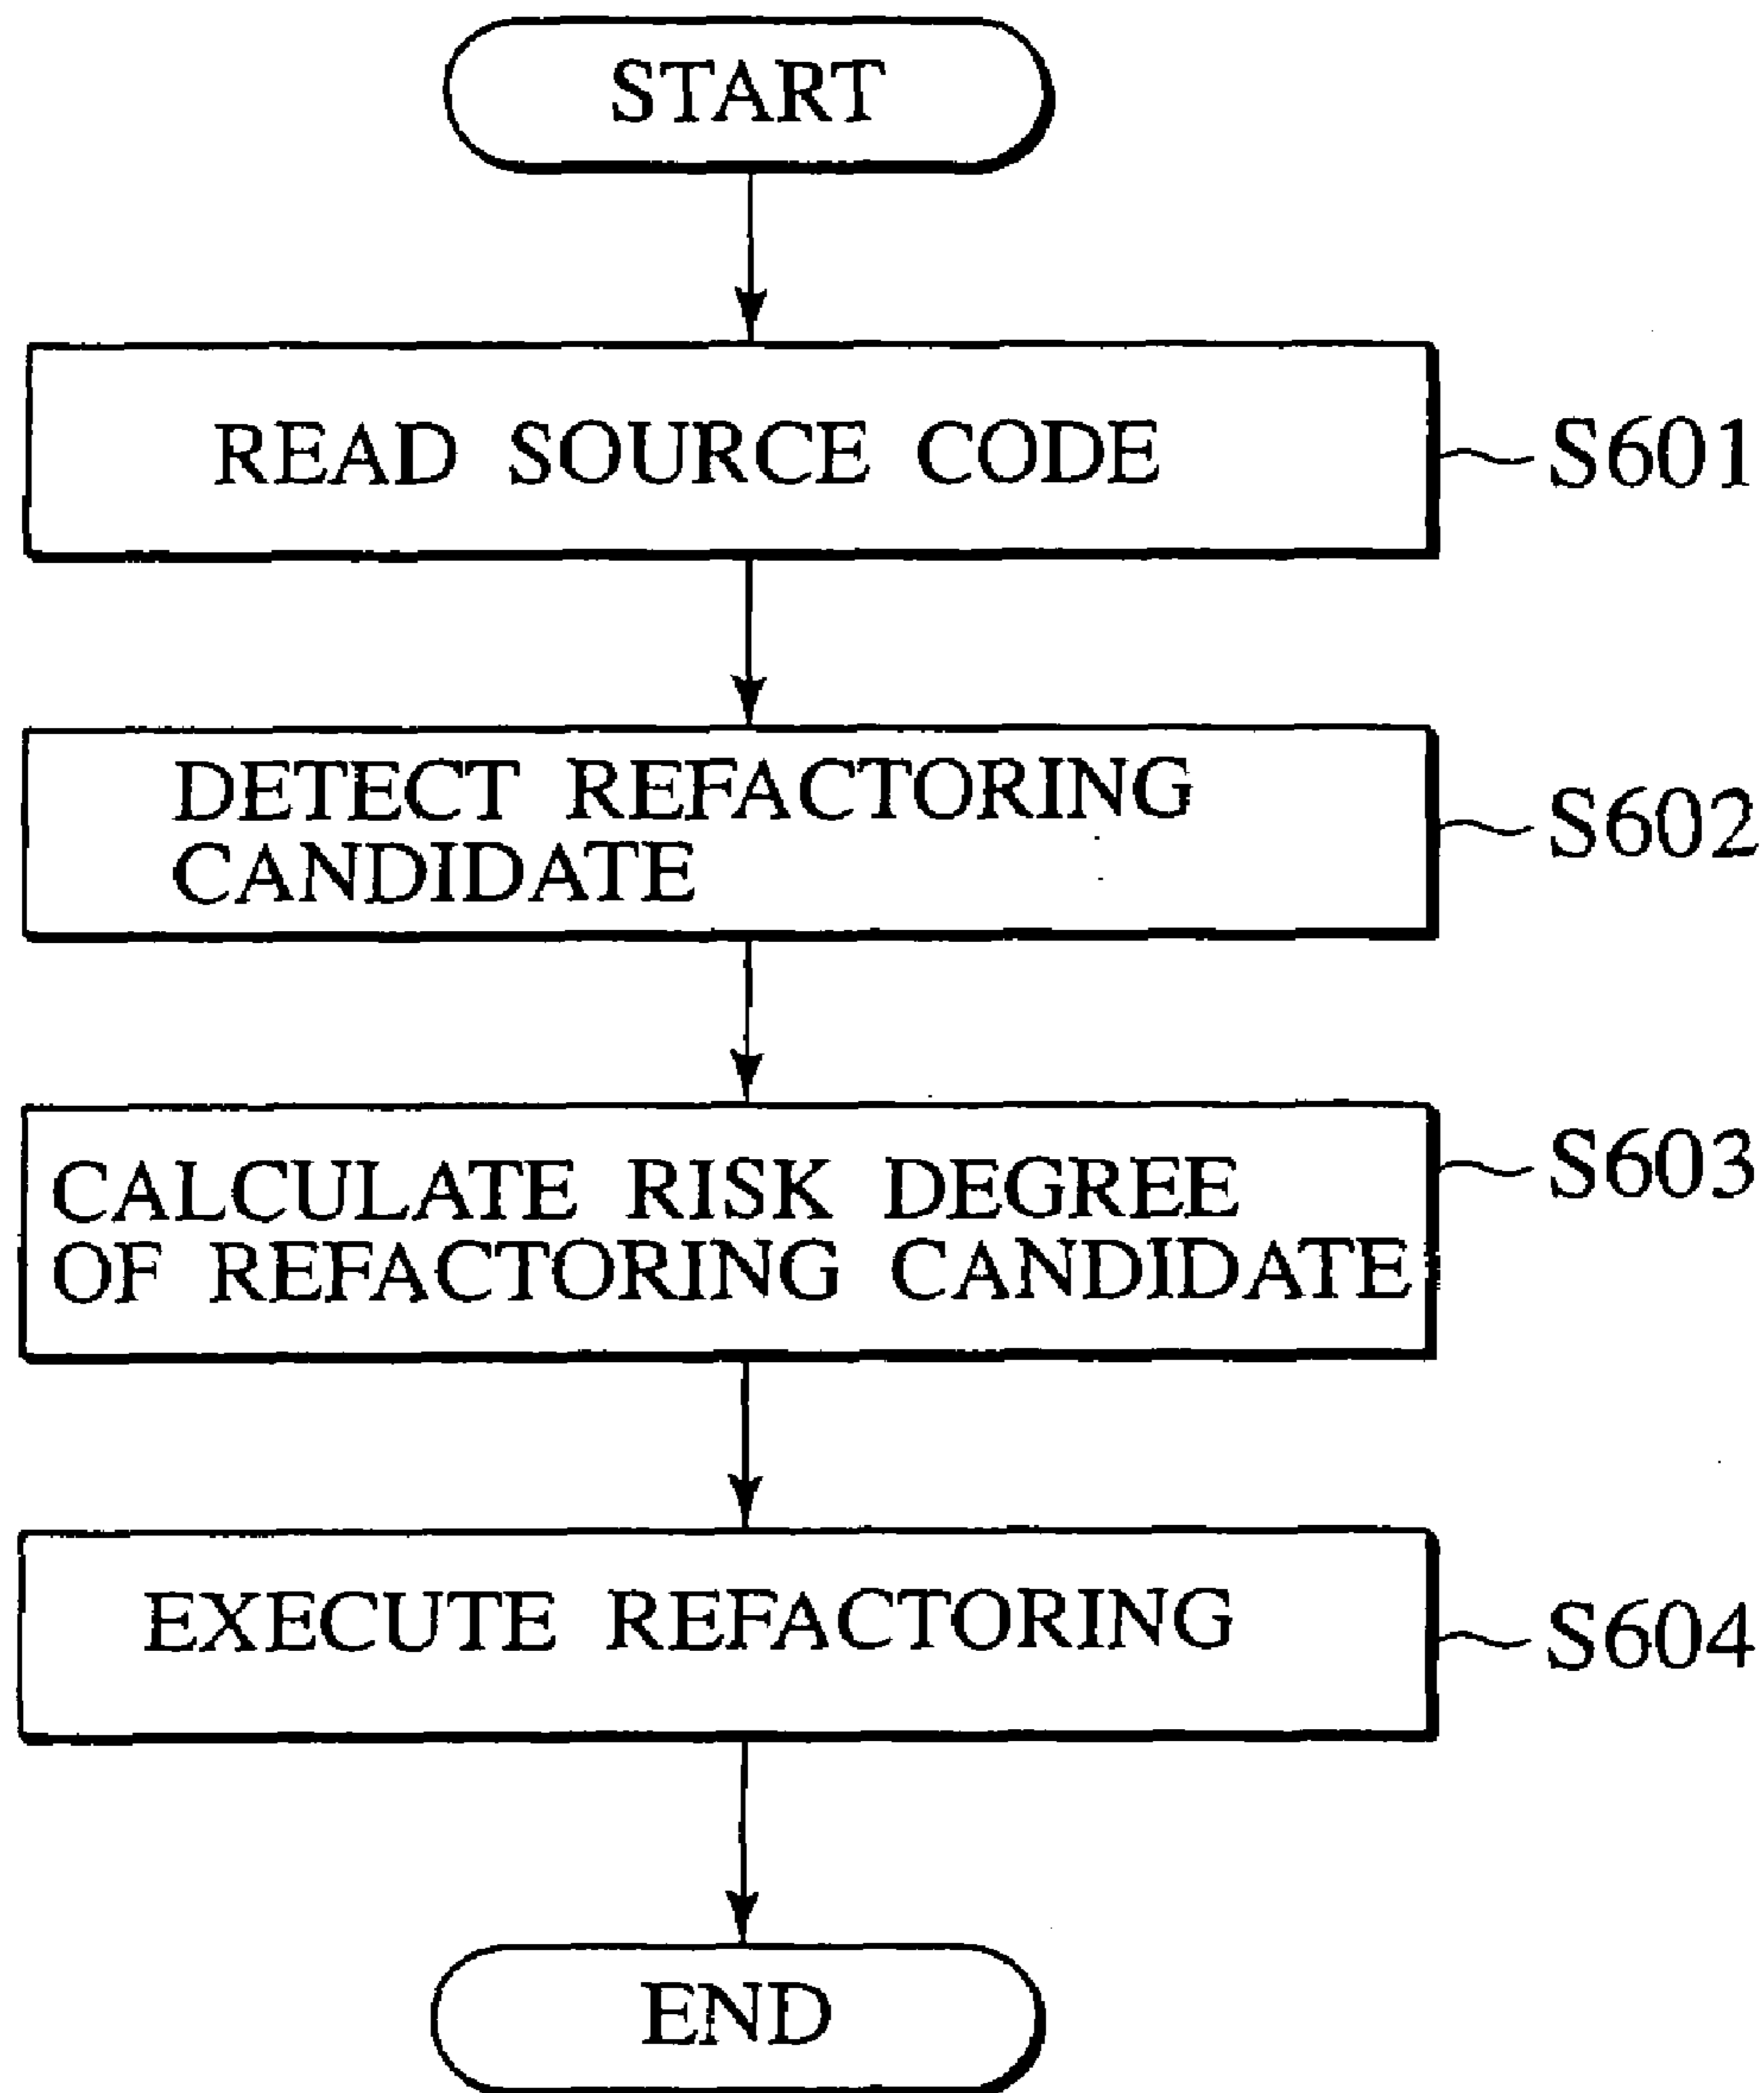 START
READ SOURCE CODE
S601
DETECT REFACTORING
CANDIDATE
S602
CALCULATE RISK DEGREE
OF REFACTORING CANDIDATE
S603
EXECUTE REFACTORING
S604
END